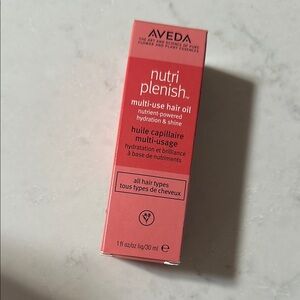 AVEDA
THE ART AND SCIENCE OF PURE
FLOWER AND PLANT ESSENCES
nutri
plenish™
multi-use hair oil
nutrient-powered
hydration & shine
huile capillaire
multi-usage
hydratation et brillance
à base de nutriments
all hair types
tous types de cheveux
1 fl oz/oz liq/30 ml ℮